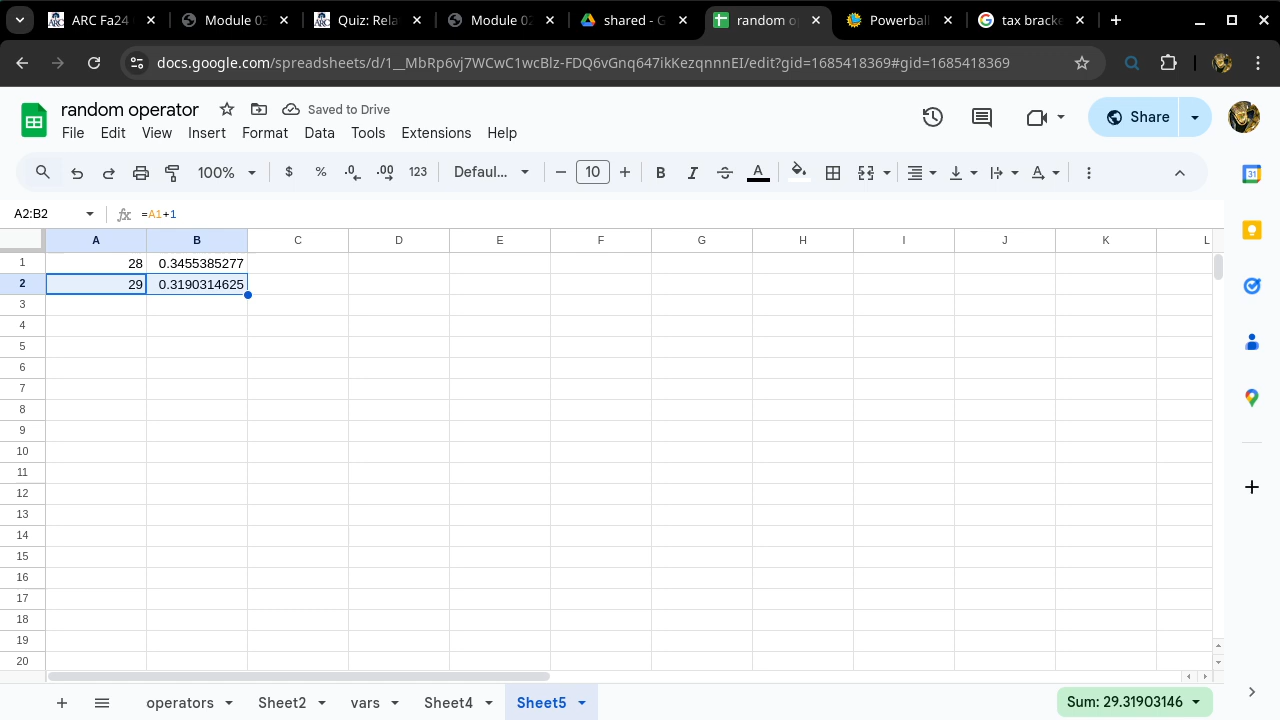 ARC Fa24
Module 03
Quiz: Rela
Module 02
shared - G
random o
Powerball
tax bracke
docs.google.com/spreadsheets/d/1__MbRp6vj7WCwC1wcBlz-FDQ6vGnq647ikKezqnnnEI/edit?gid=1685418369#gid=1685418369
random operator
Saved to Drive
File Edit View Insert Format Data Tools Extensions Help
Share
100% $ % .0 .00 123 Defaul... 10 B I A
31
A2:B2 fx =A1+1
A B C D E F G H I J K L
1 28 0.3455385277
2 29 0.3190314625
3
4
5
6
7
8
9
10
11
12
13
14
15
16
17
18
19
20
operators Sheet2 vars Sheet4 Sheet5 Sum: 29.31903146